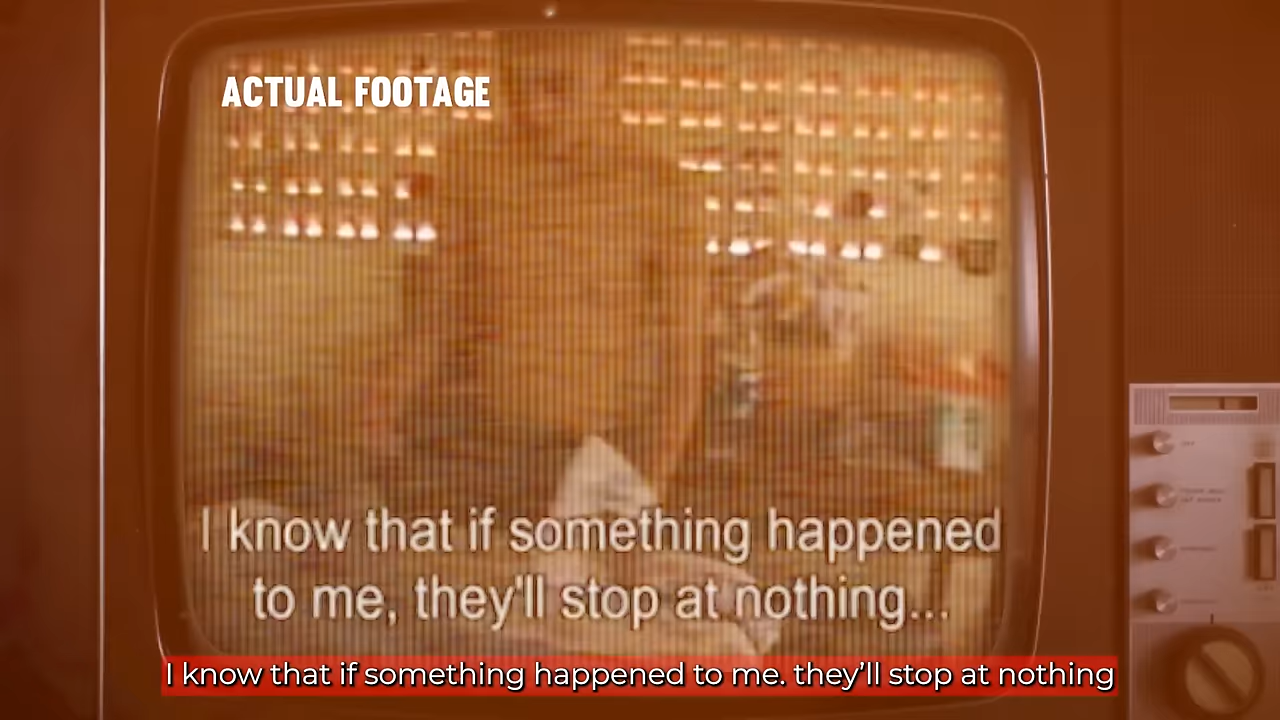 ACTUAL FOOTAGE
I know that if something happened
to me, they'll stop at nothing...
I know that if something happened to me. they’ll stop at nothing